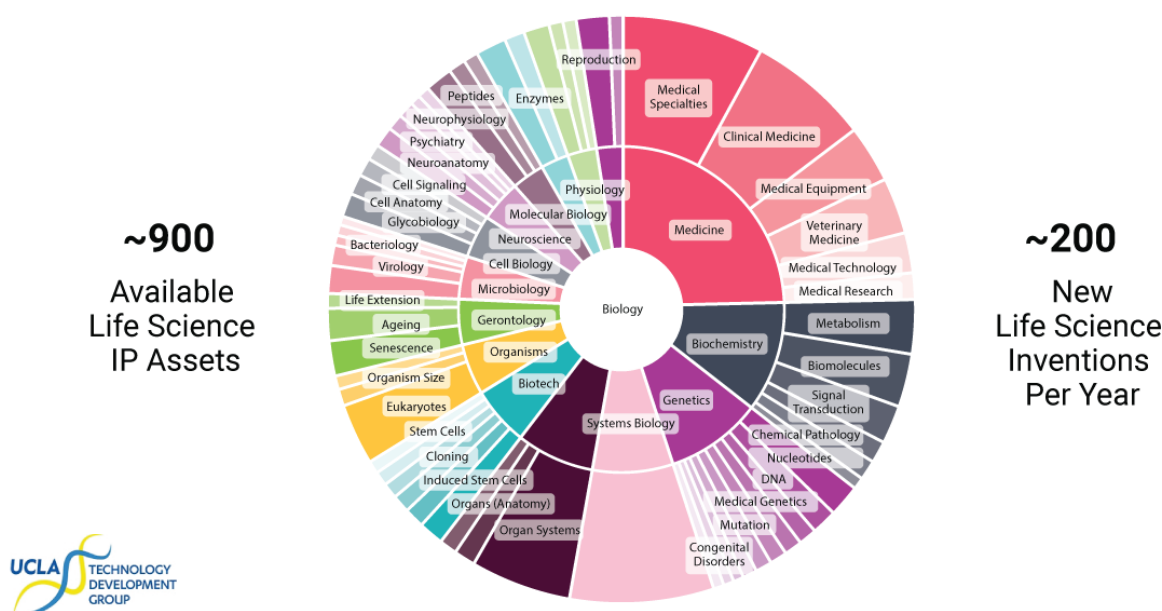 ~900
Available
Life Science
IP Assets
Biology
Medicine
Biochemistry
Genetics
Systems Biology
Biotech
Organisms
Gerontology
Microbiology
Cell Biology
Neuroscience
Molecular Biology
Physiology
Medical
Specialties
Clinical Medicine
Medical Equipment
Veterinary
Medicine
Medical Technology
Medical Research
Metabolism
Biomolecules
Signal
Transduction
Chemical Pathology
Nucleotides
DNA
Medical Genetics
Mutation
Congenital
Disorders
Organ Systems
Organs (Anatomy)
Induced Stem Cells
Cloning
Stem Cells
Eukaryotes
Organism Size
Senescence
Ageing
Life Extension
Virology
Bacteriology
Glycobiology
Cell Anatomy
Cell Signaling
Neuroanatomy
Psychiatry
Neurophysiology
Peptides
Enzymes
Reproduction
~200
New
Life Science
Inventions
Per Year
UCLA TECHNOLOGY
DEVELOPMENT
GROUP